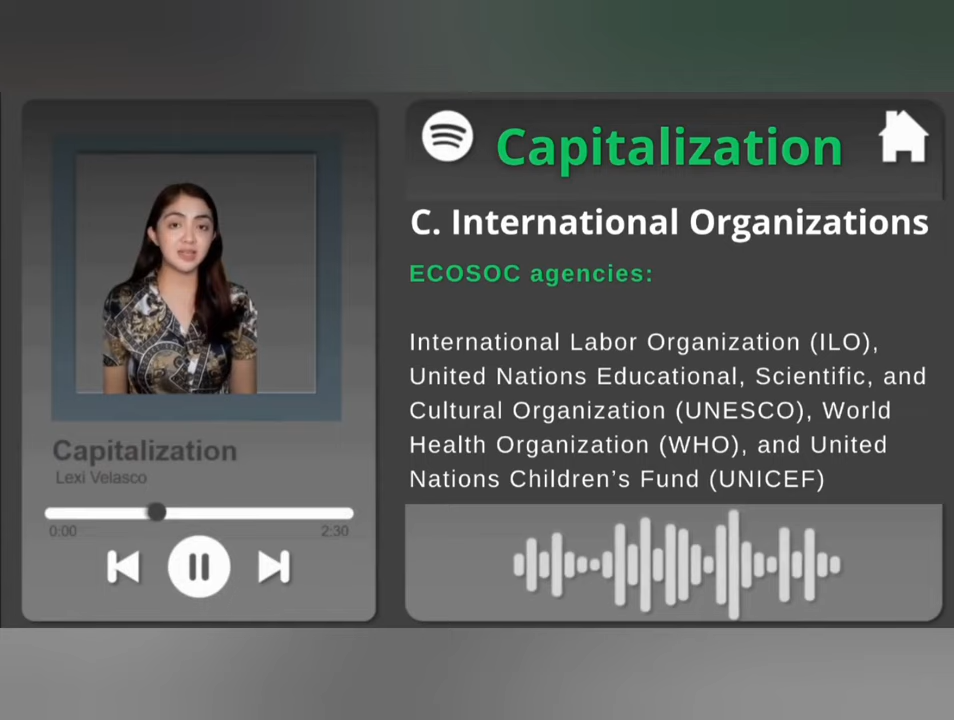 Capitalization
C. International Organizations
ECOSOC agencies:
International Labor Organization (ILO),
United Nations Educational, Scientific, and
Cultural Organization (UNESCO), World
Health Organization (WHO), and United
Nations Children’s Fund (UNICEF)
Capitalization
Lexi Velasco
0:00
2:30